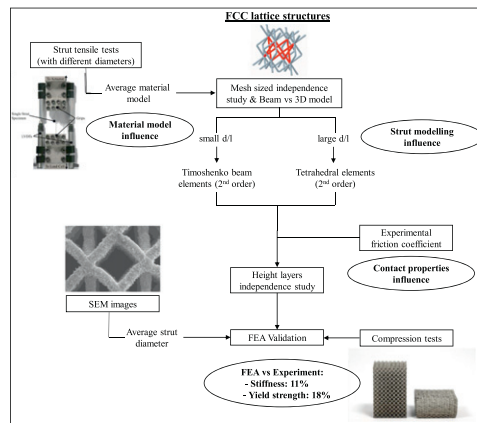 FCC lattice structures
Strut tensile tests
(with different diameters)
Average material
model
Mesh sized independence
study & Beam vs 3D model
Material model
influence
small d/l
large d/l
Strut modelling
influence
Timoshenko beam
elements (2nd order)
Tetrahedral elements
(2nd order)
Experimental
friction coefficient
Height layers
independence study
Contact properties
influence
SEM images
Average strut
diameter
FEA Validation
Compression tests
FEA vs Experiment:
- Stiffness: 11%
- Yield strength: 18%